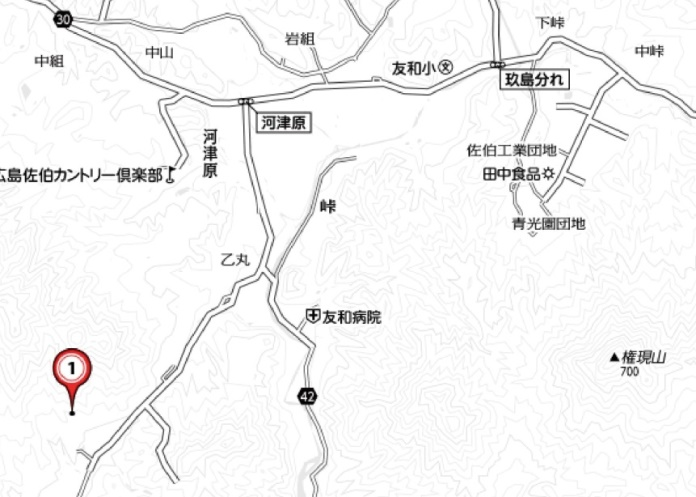 30
下峠
岩組
中山
中峠
中組
友和小
文
玖島分れ
河津原
河津原
佐伯工業団地
広島佐伯カントリー倶楽部
田中食品
峠
青光園団地
乙丸
友和病院
権現山
700
1
42